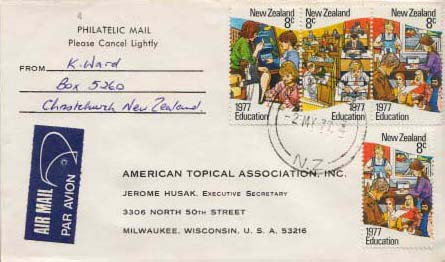 PHILATELIC MAIL
Please Cancel Lightly
FROM K. Ward
Box 5260
Christchurch New Zealand.
New Zealand
8c
1977
Education
8c
1977
Education
New Zealand
8c
1977
Education
N.Z.
New Zealand
8c
1977
Education
AIR MAIL
PAR AVION
AMERICAN TOPICAL ASSOCIATION, INC.
JEROME HUSAK, EXECUTIVE SECRETARY
3306 NORTH 50TH STREET
MILWAUKEE, WISCONSIN, U. S. A. 53216